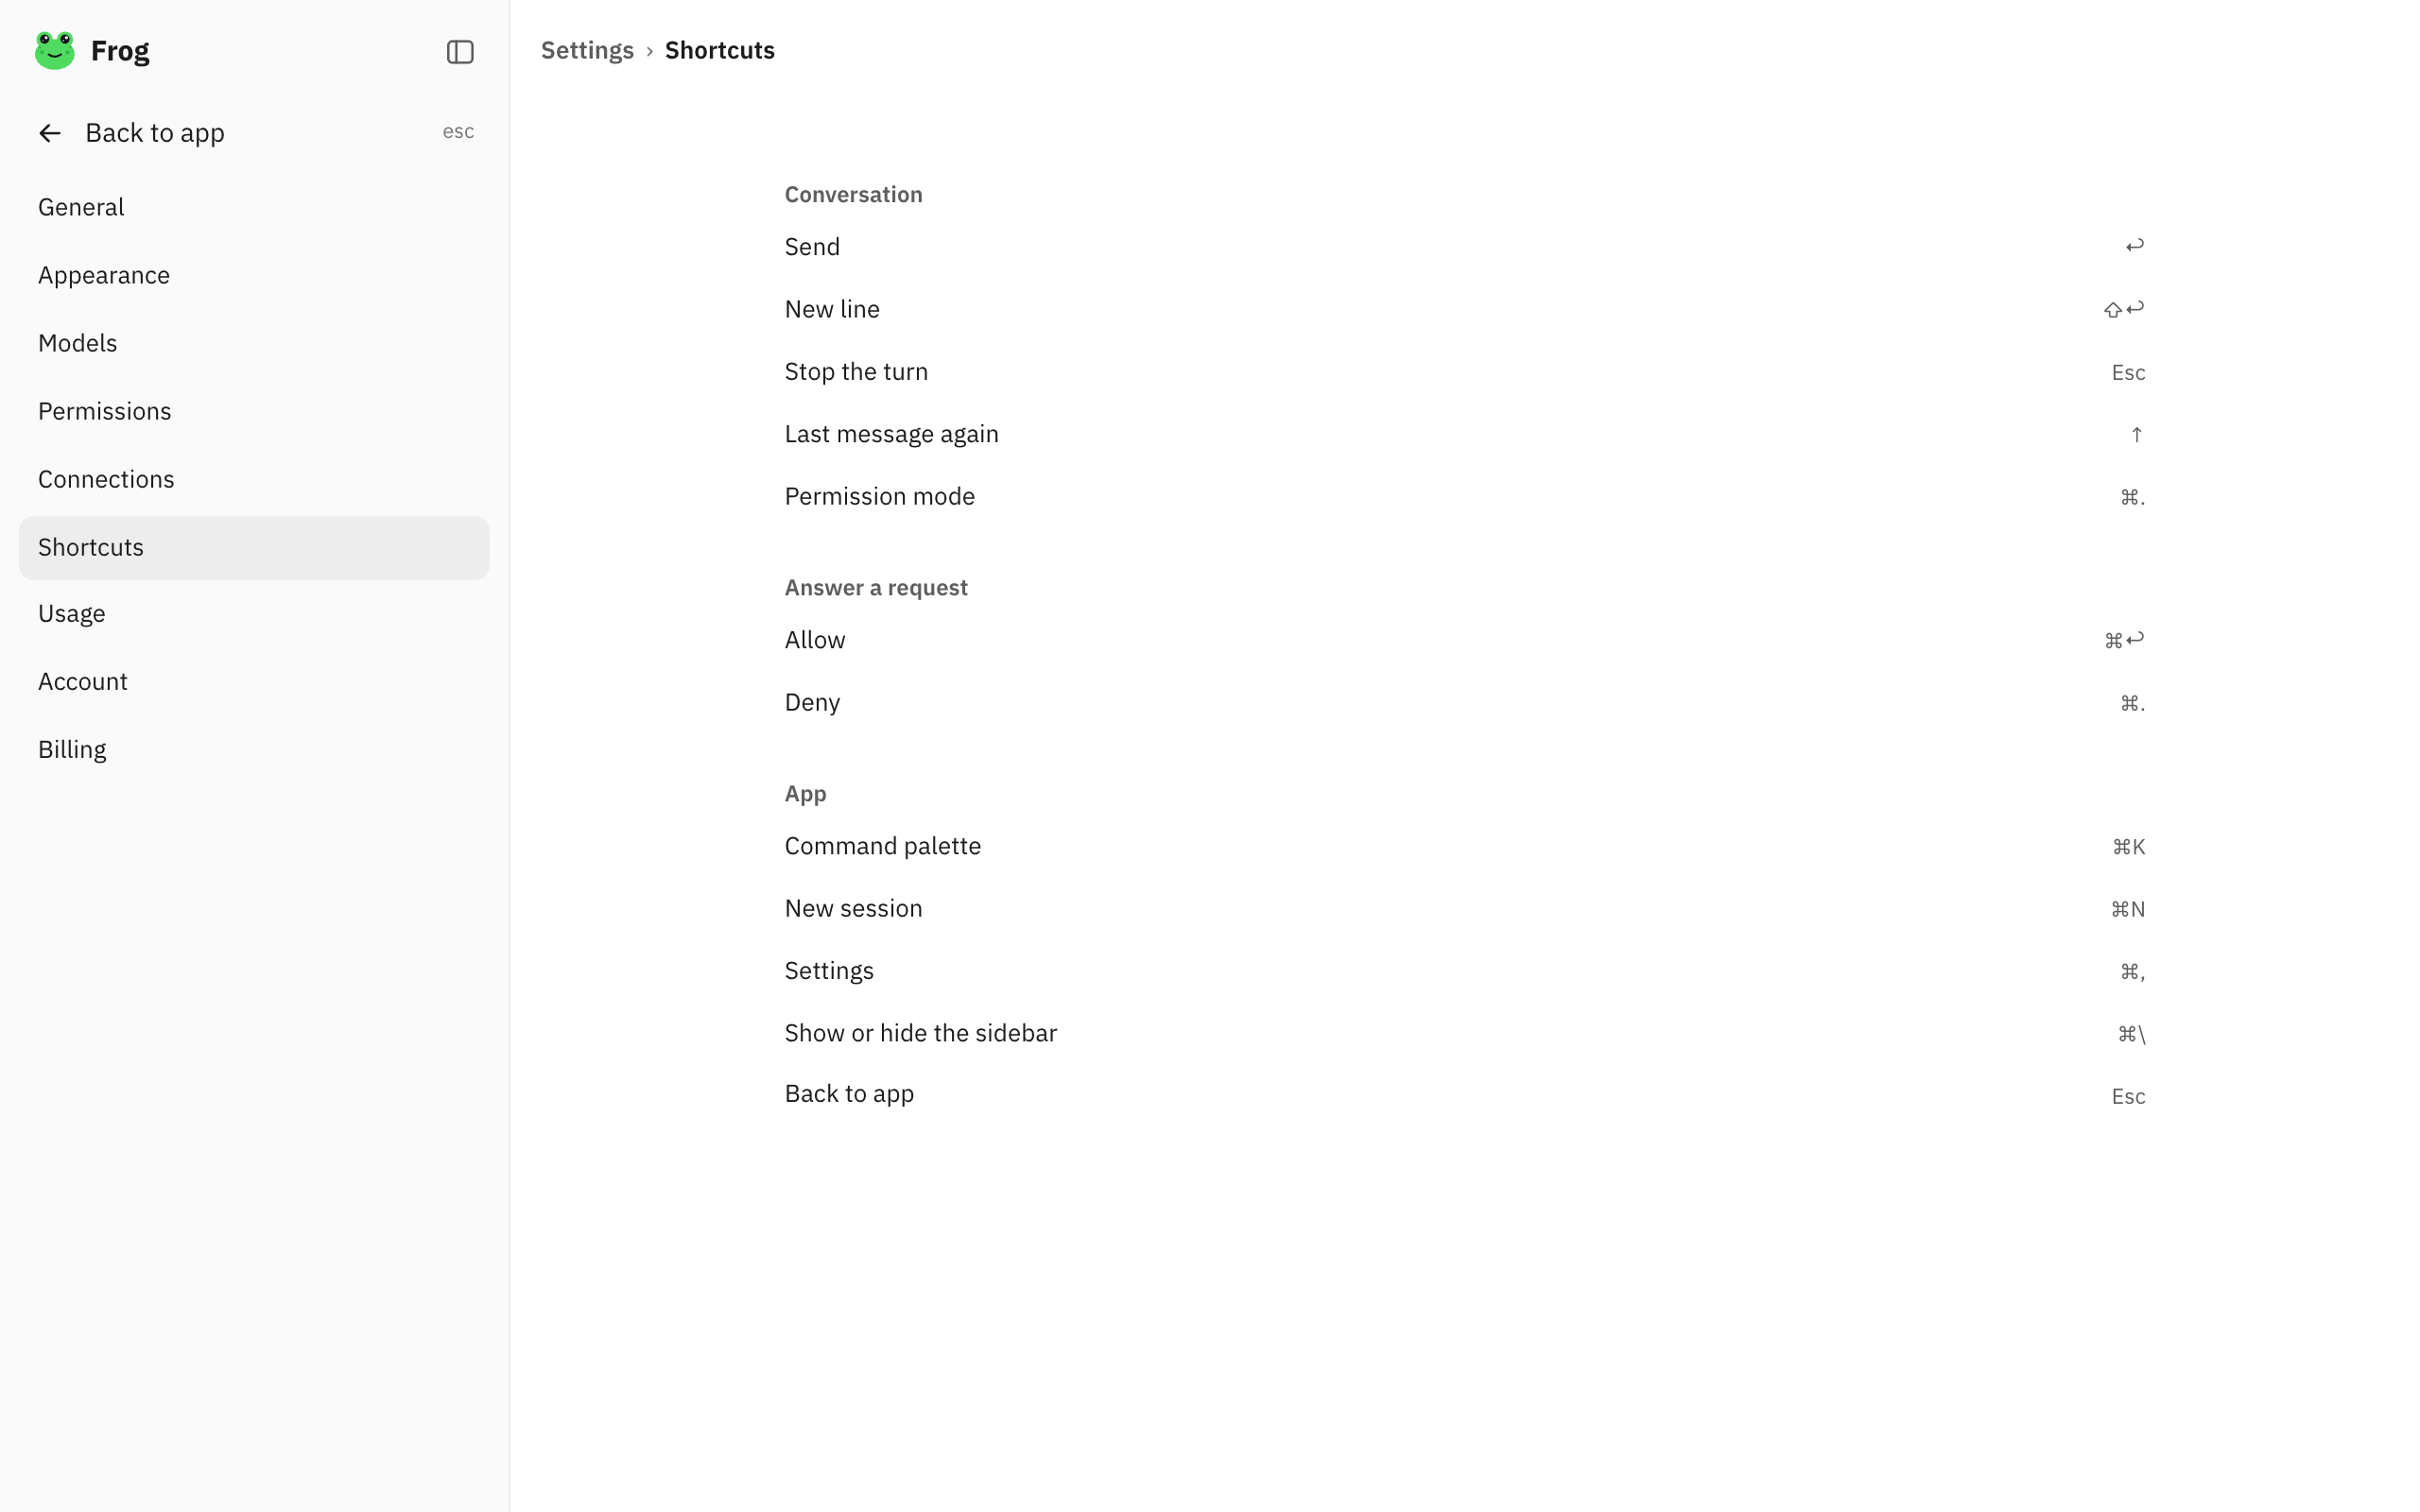 Frog
Back to app esc
General
Appearance
Models
Permissions
Connections
Shortcuts
Usage
Account
Billing
Settings › Shortcuts
Conversation
Send ↩
New line ⇧↩
Stop the turn Esc
Last message again ↑
Permission mode ⌘.
Answer a request
Allow ⌘↩
Deny ⌘.
App
Command palette ⌘K
New session ⌘N
Settings ⌘,
Show or hide the sidebar ⌘\
Back to app Esc